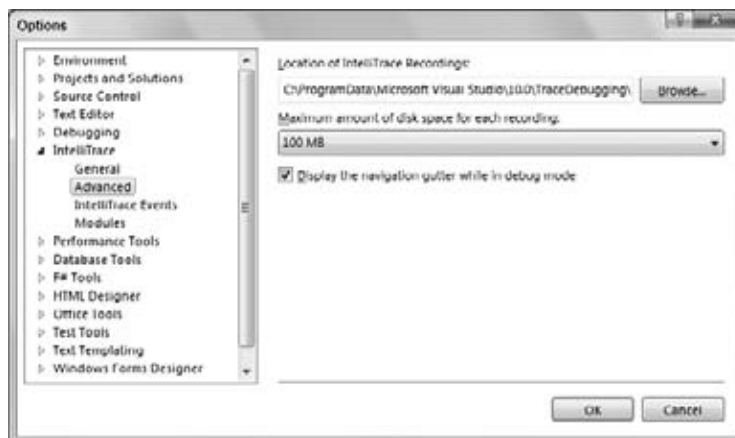 Options
Environment
Projects and Solutions
Source Control
Text Editor
Debugging
IntelliTrace
General
Advanced
IntelliTrace Events
Modules
Performance Tools
Database Tools
F# Tools
HTML Designer
Office Tools
Test Tools
Text Templating
Windows Forms Designer
Location of IntelliTrace Recordings:
C:\ProgramData\Microsoft Visual Studio\10.0\TraceDebugging\
Browse...
Maximum amount of disk space for each recording:
100 MB
Display the navigation gutter while in debug mode
OK
Cancel